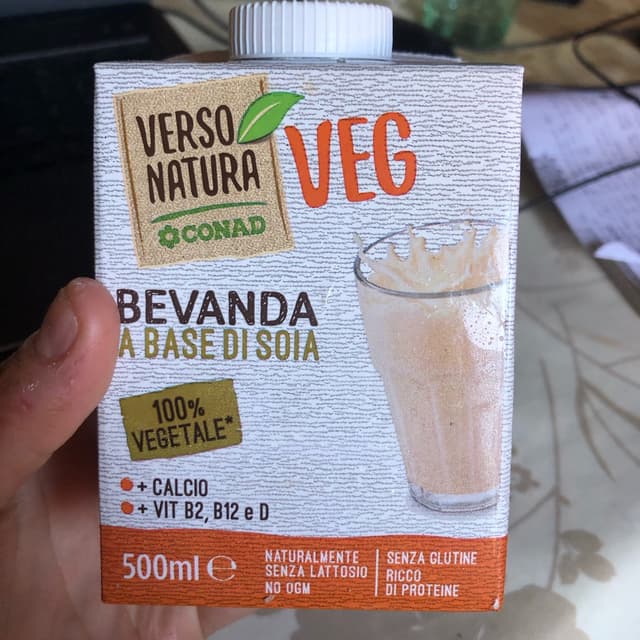 VERSO
NATURA
CONAD
VEG
BEVANDA
A BASE DI SOIA
100%
VEGETALE*
+ CALCIO
+ VIT B2, B12 e D
500ml ℮
NATURALMENTE
SENZA LATTOSIO
NO OGM
SENZA GLUTINE
RICCO
DI PROTEINE